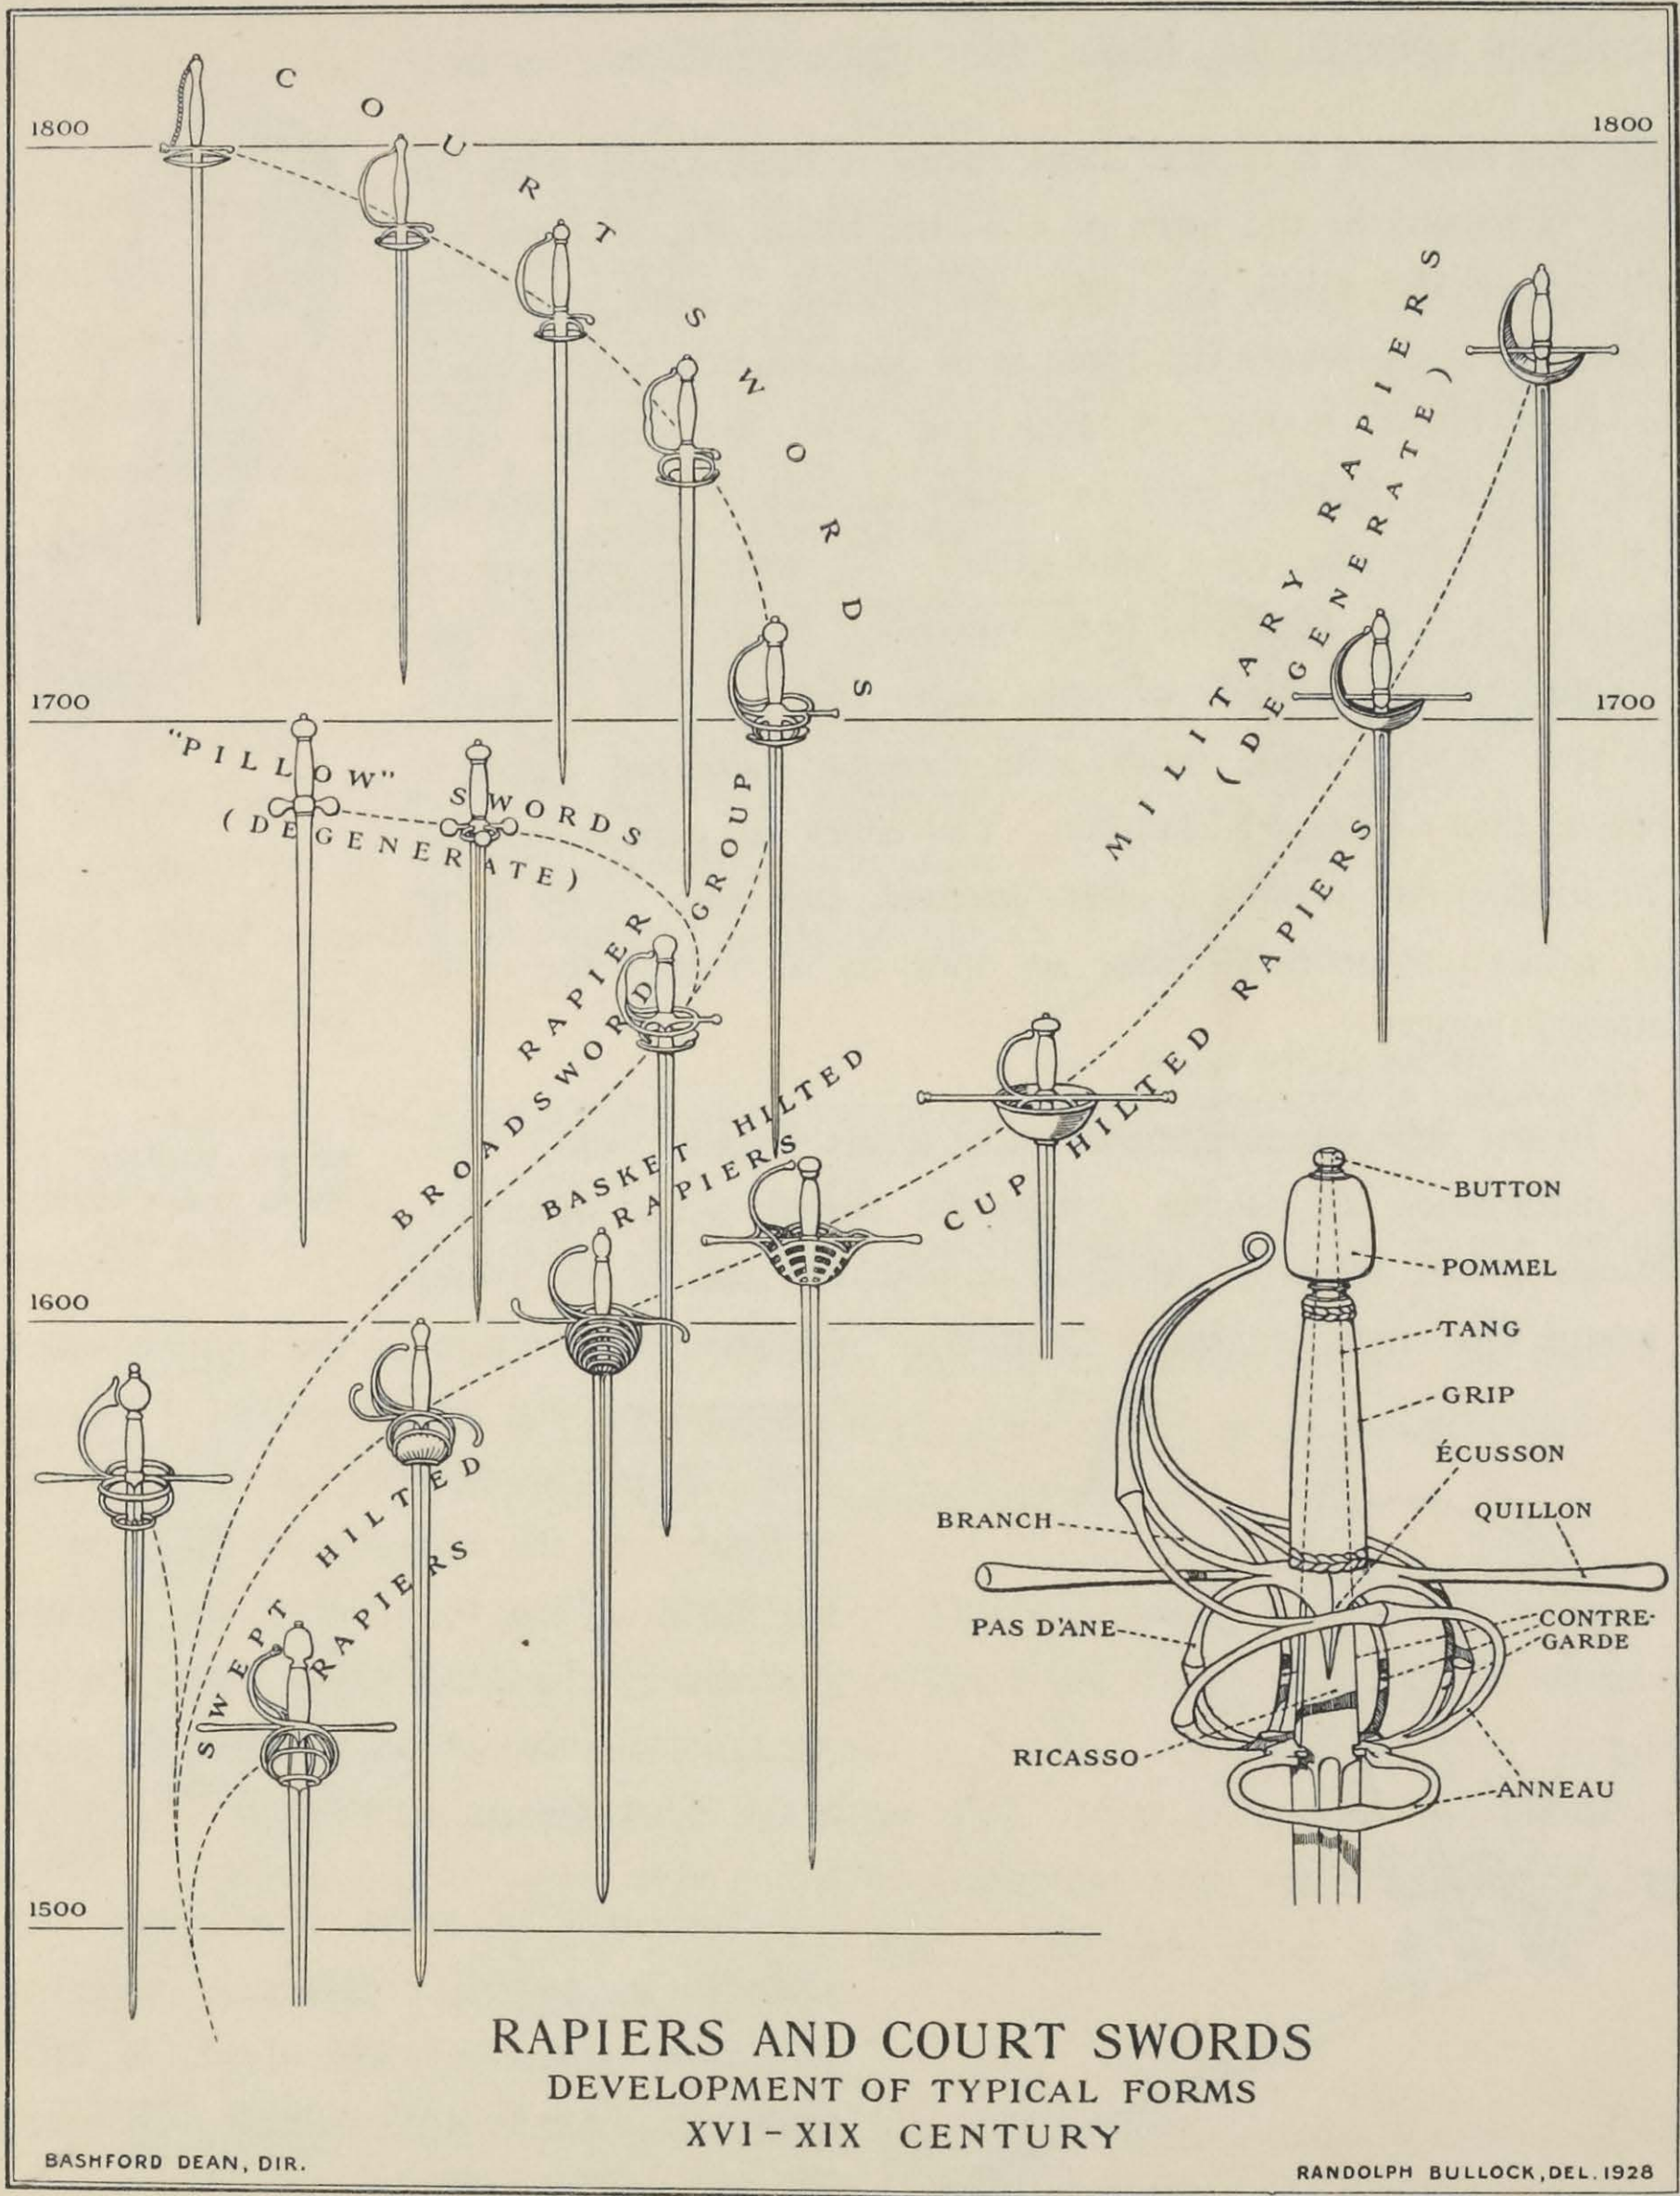 COURT SWORDS
1800
1800
MILITARY RAPIERS
(DEGENERATE)
1700
1700
"PILLOW" SWORDS
(DEGENERATE)
RAPIER GROUP
BROADSWORD
BASKET HILTED
RAPIERS
CUP HILTED RAPIERS
1600
SWEPT HILTED
RAPIERS
1500
BUTTON
POMMEL
TANG
GRIP
ÉCUSSON
QUILLON
BRANCH
PAS D'ANE
CONTRE-
GARDE
RICASSO
ANNEAU
RAPIERS AND COURT SWORDS
DEVELOPMENT OF TYPICAL FORMS
XVI-XIX CENTURY
BASHFORD DEAN, DIR.
RANDOLPH BULLOCK, DEL. 1928